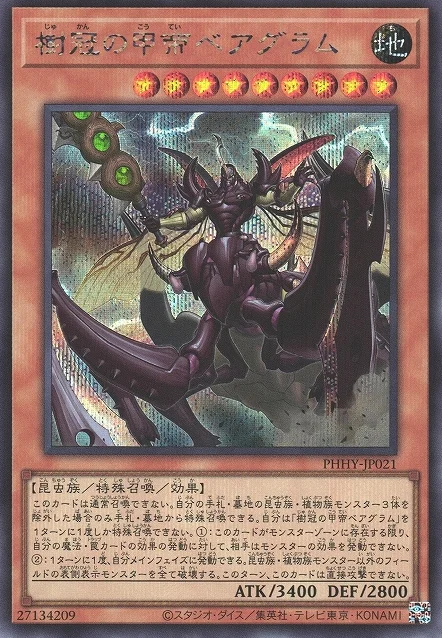 樹冠の甲帝ベアグラム
地
PHHY-JP021
【昆虫族/特殊召喚/効果】
このカードは通常召喚できない。自分の手札・墓地の昆虫族・植物族モンスター3体を
除外した場合のみ手札・墓地から特殊召喚できる。自分は「樹冠の甲帝ベアグラム」を
1ターンに1度しか特殊召喚できない。①:このカードがモンスターゾーンに存在する限り、
自分の魔法・罠カードの効果の発動に対して、相手はモンスターの効果を発動できない。
②:1ターンに1度、自分メインフェイズに発動できる。昆虫族・植物族モンスター以外のフィー
ルドの表側表示モンスターを全て破壊する。このターン、このカードは直接攻撃できない。
ATK/3400 DEF/2800
27134209 ©スタジオ・ダイス/集英社・テレビ東京・KONAMI